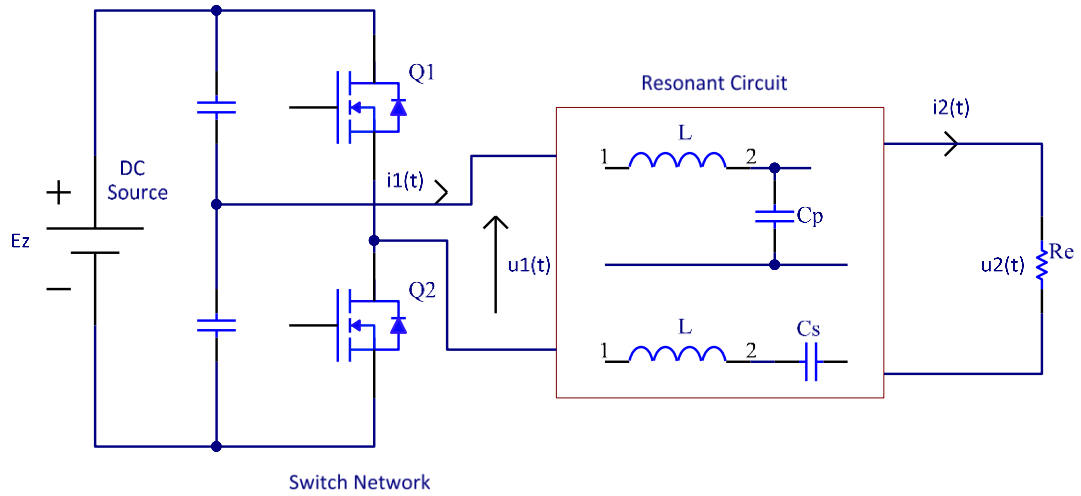 Q1
Resonant Circuit
i2(t)
L
1
2
DC
Source
i1(t)
+
Cp
Ez
u1(t)
u2(t)
Re
−
Q2
L
Cs
1
2
Switch Network